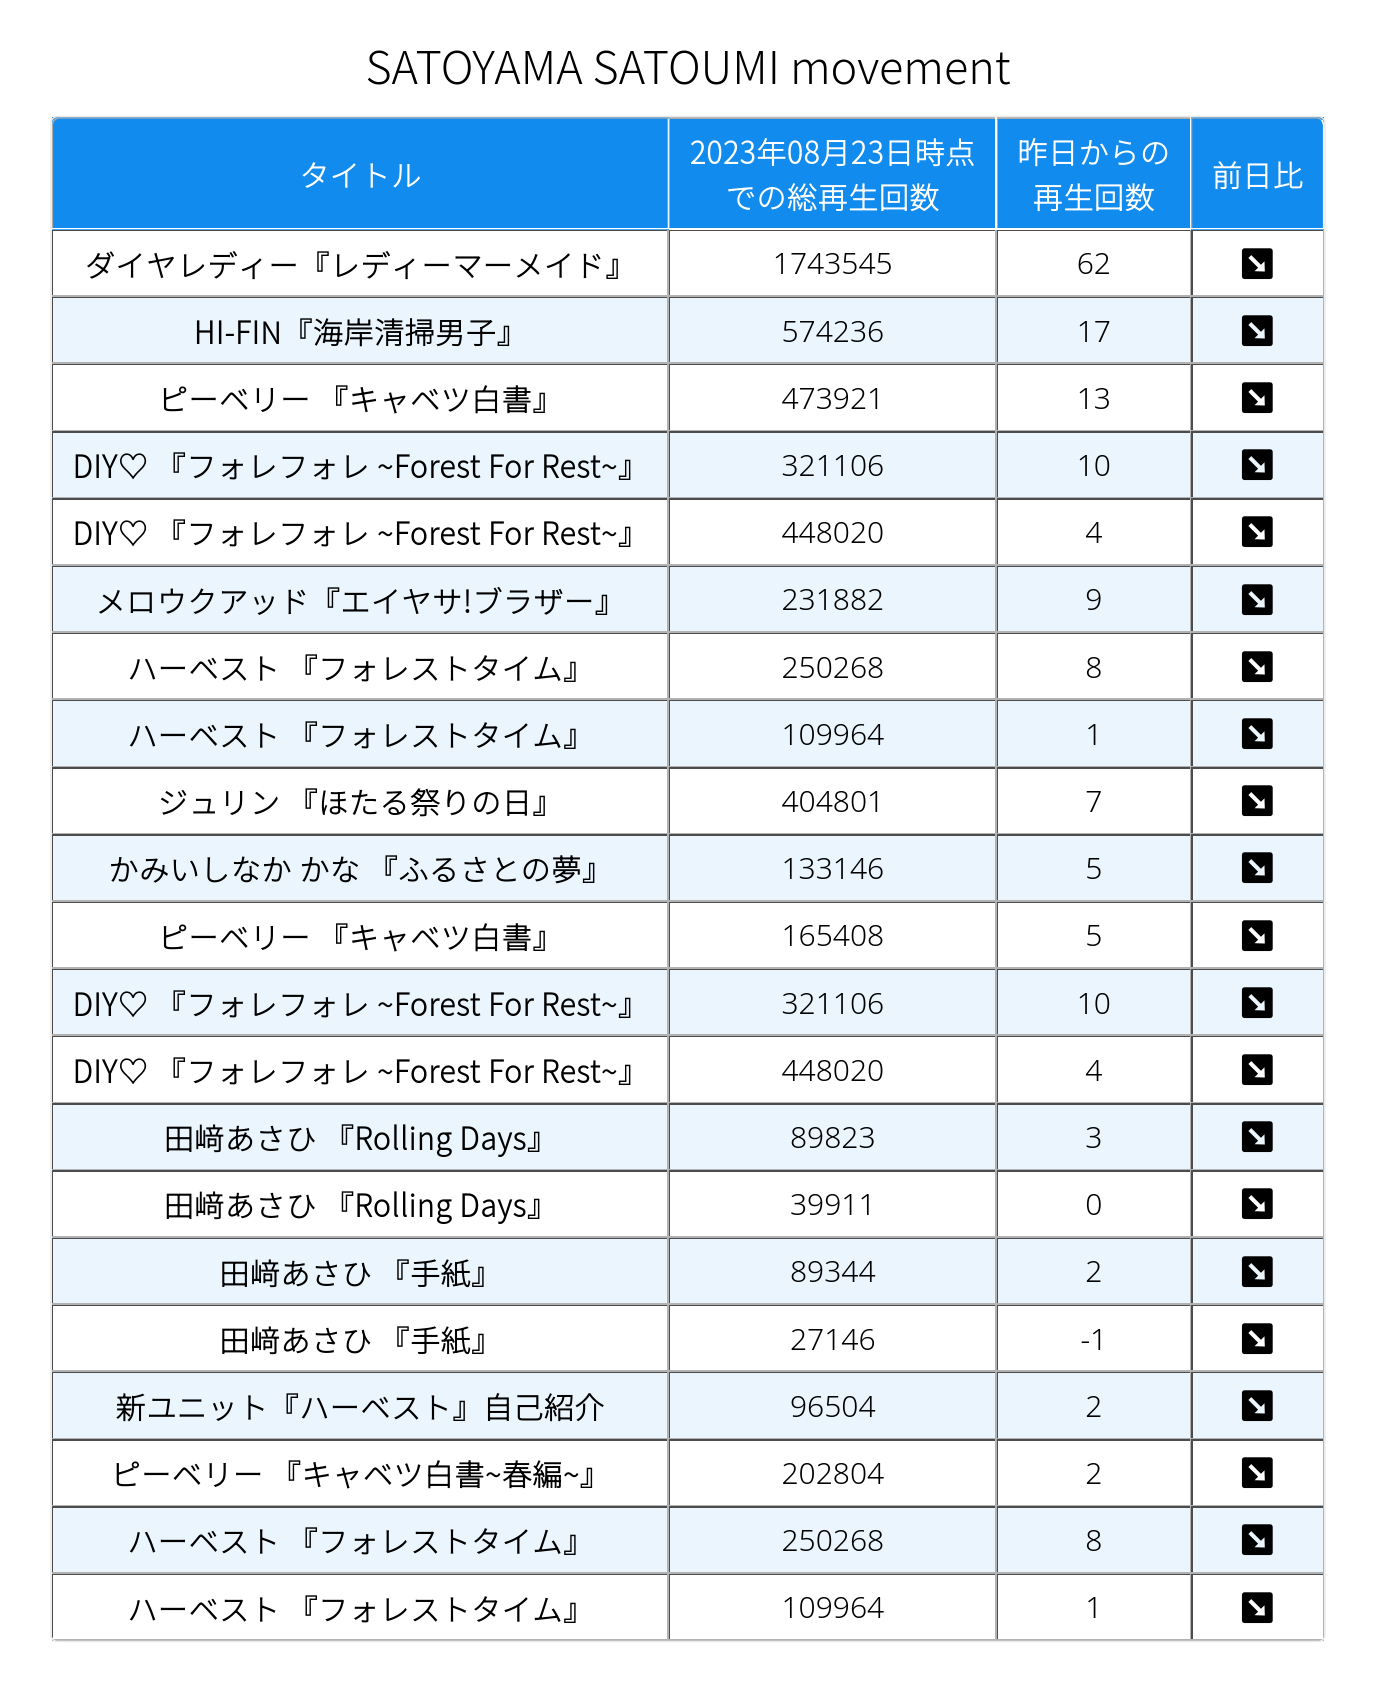 SATOYAMA SATOUMI movement
タイトル 2023年08月23日時点での総再生回数 昨日からの再生回数 前日比
ダイヤレディー『レディーマーメイド』 1743545 62
HI-FIN『海岸清掃男子』 574236 17
ピーベリー 『キャベツ白書』 473921 13
DIY♡ 『フォレフォレ ~Forest For Rest~』 321106 10
DIY♡ 『フォレフォレ ~Forest For Rest~』 448020 4
メロウクアッド『エイヤサ!ブラザー』 231882 9
ハーベスト 『フォレストタイム』 250268 8
ハーベスト 『フォレストタイム』 109964 1
ジュリン 『ほたる祭りの日』 404801 7
かみいしなか かな 『ふるさとの夢』 133146 5
ピーベリー 『キャベツ白書』 165408 5
DIY♡ 『フォレフォレ ~Forest For Rest~』 321106 10
DIY♡ 『フォレフォレ ~Forest For Rest~』 448020 4
田﨑あさひ 『Rolling Days』 89823 3
田﨑あさひ 『Rolling Days』 39911 0
田﨑あさひ 『手紙』 89344 2
田﨑あさひ 『手紙』 27146 -1
新ユニット『ハーベスト』自己紹介 96504 2
ピーベリー 『キャベツ白書~春編~』 202804 2
ハーベスト 『フォレストタイム』 250268 8
ハーベスト 『フォレストタイム』 109964 1